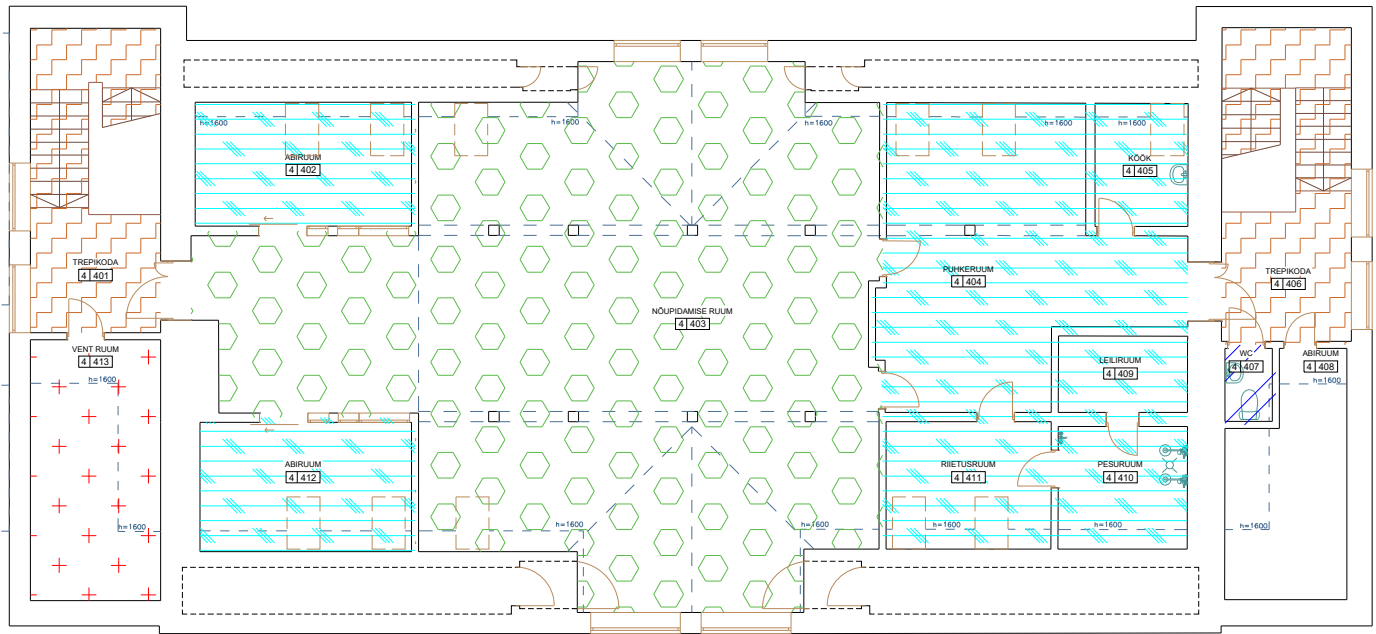 h=1600
h=1600
h=1600
h=1600
h=1600
ABIRUUM
4 402
KÖÖK
4 405
TREPIKODA
4 401
PUHKERUUM
4 404
TREPIKODA
4 406
NÕUPIDAMISE RUUM
4 403
VENT RUUM
4 413
h=1600
LEILIRUUM
4 409
WC
4 407
ABIRUUM
4 408
h=1600
ABIRUUM
4 412
RIIETUSRUUM
4 411
PESURUUM
4 410
h=1600
h=1600
h=1600
h=1600
h=1600
h=1600